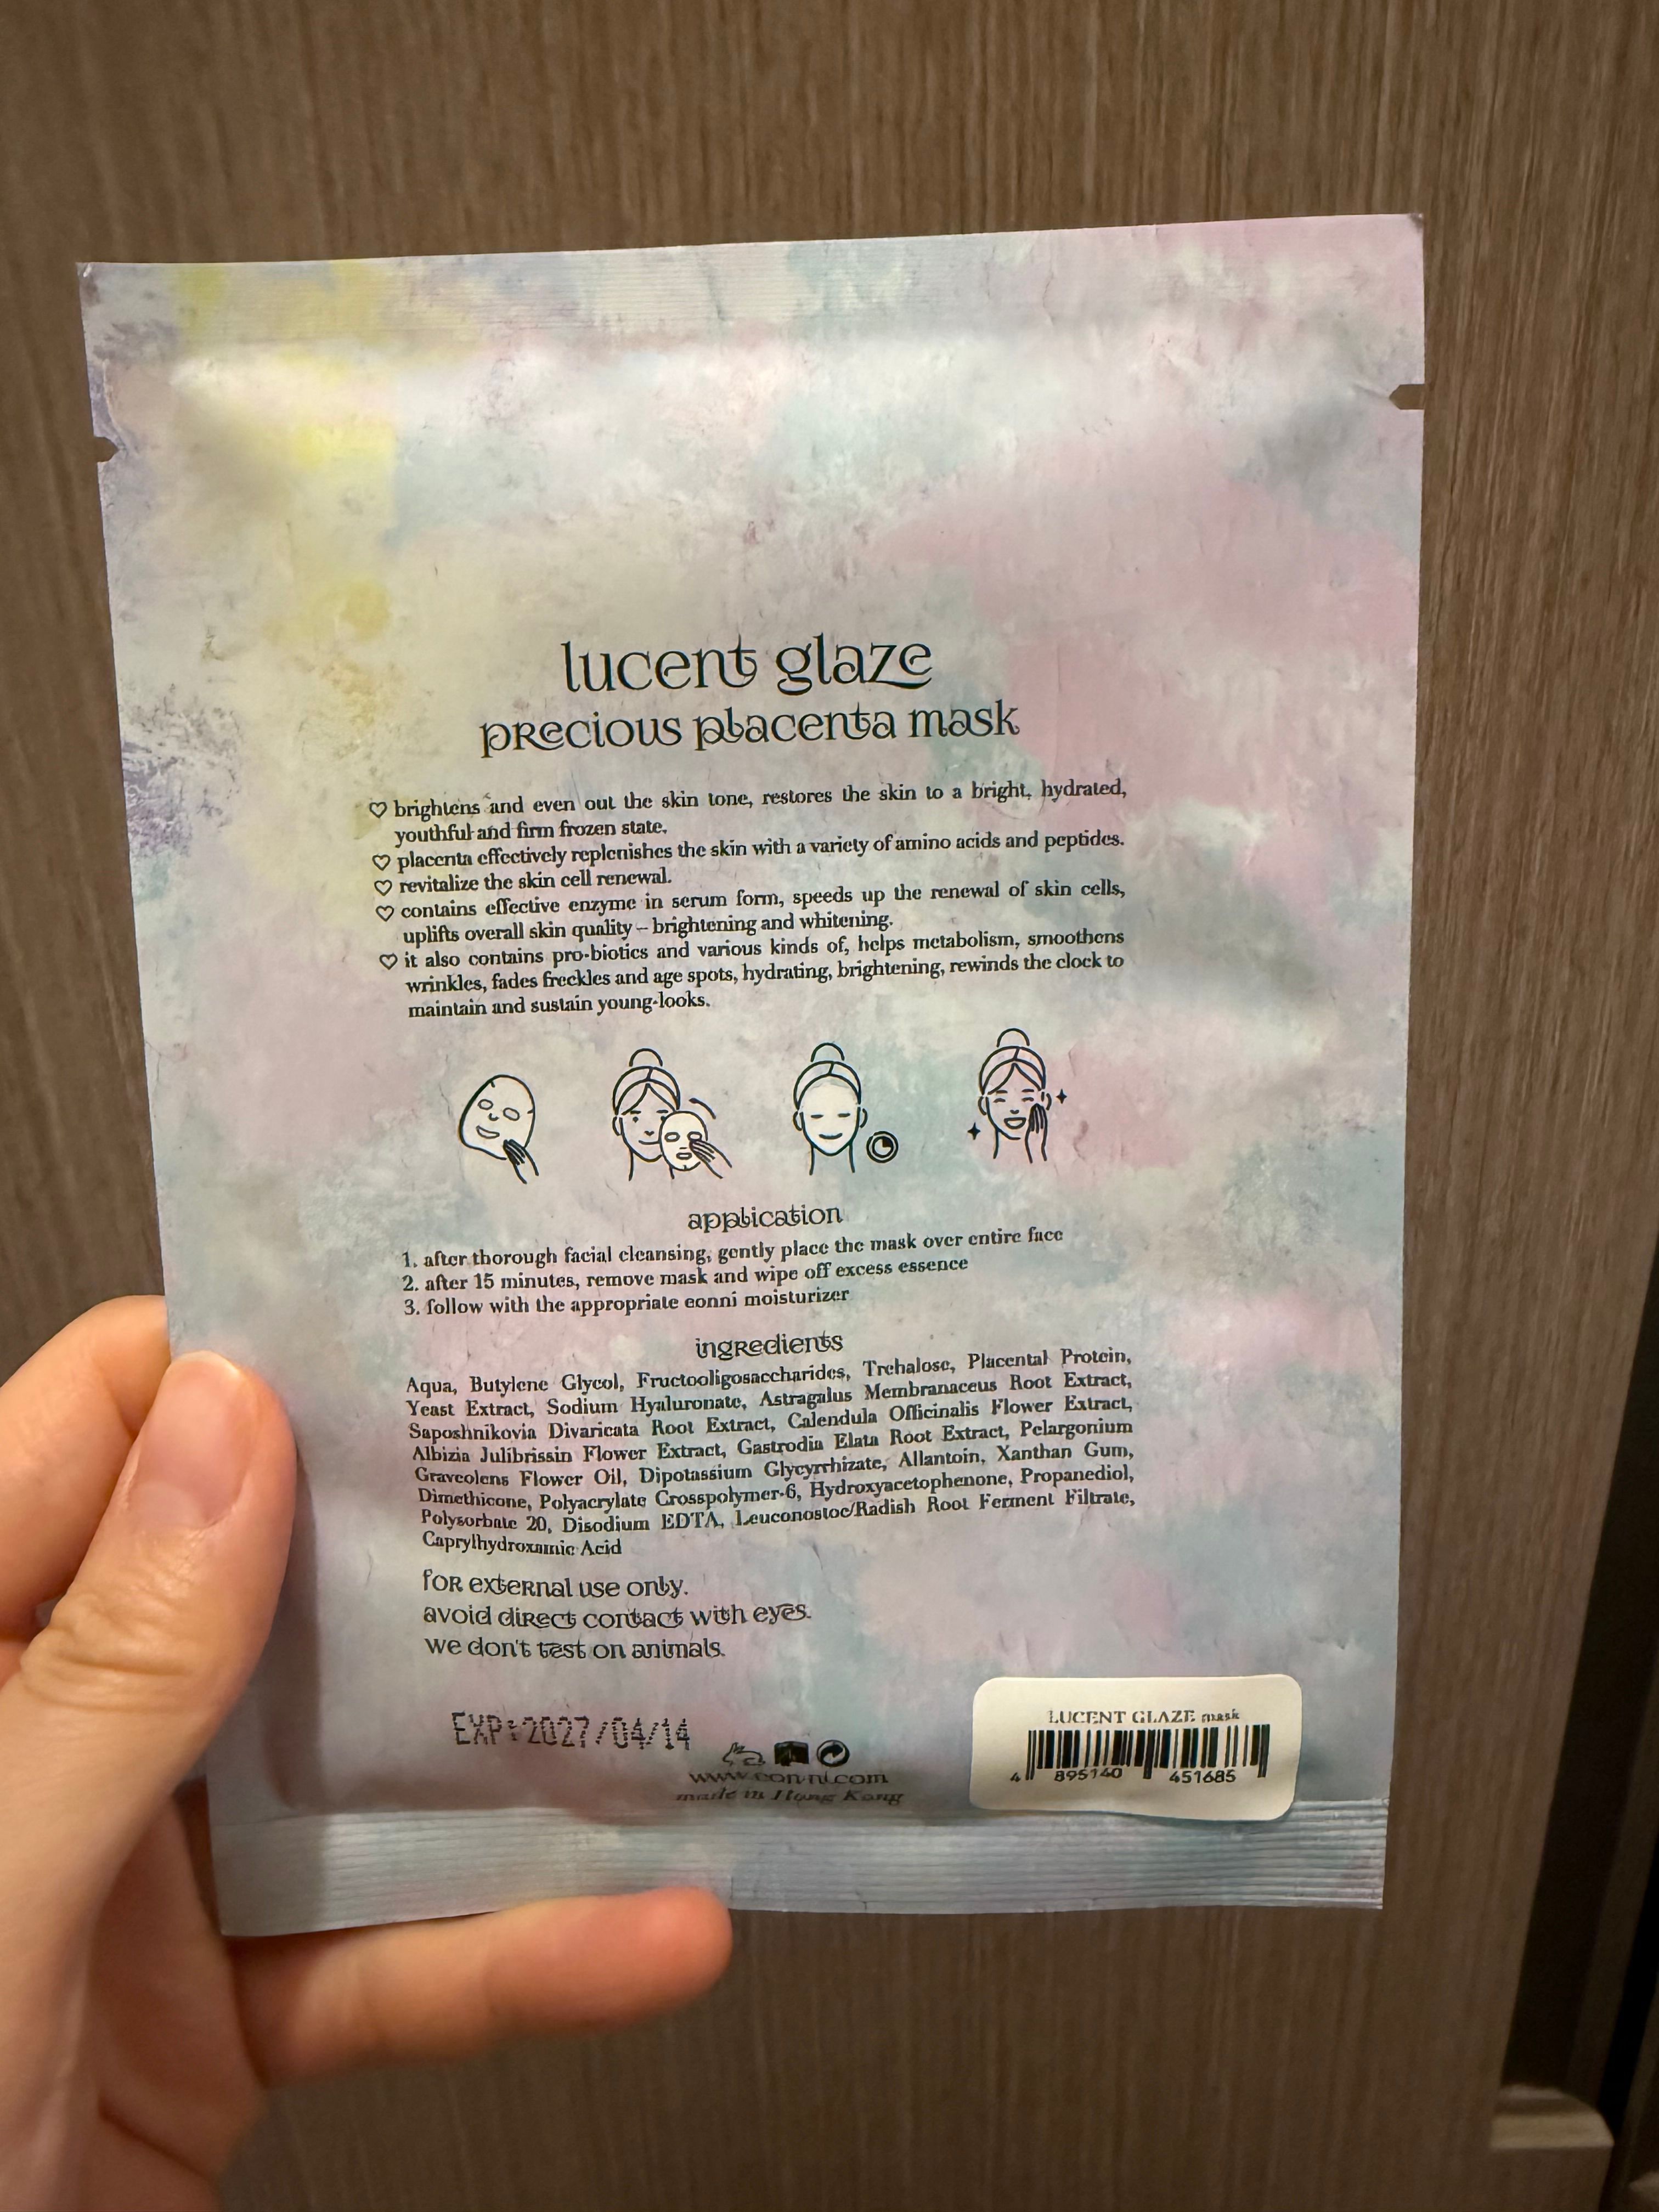 lucent glaze
precious placenta mask
♡ brightens and even out the skin tone, restores the skin to a bright, hydrated,
youthful and firm frozen state.
♡ placenta effectively replenishes the skin with a variety of amino acids and peptides.
♡ revitalize the skin cell renewal.
♡ contains effective enzyme in serum form, speeds up the renewal of skin cells,
uplifts overall skin quality – brightening and whitening.
♡ it also contains pro-biotics and various kinds of, helps metabolism, smoothens
wrinkles, fades freckles and age spots, hydrating, brightening, rewinds the clock to
maintain and sustain young-looks.
application
1. after thorough facial cleansing, gently place the mask over entire face
2. after 15 minutes, remove mask and wipe off excess essence
3. follow with the appropriate eonni moisturizer
ingredients
Aqua, Butylene Glycol, Fructooligosaccharides, Trehalose, Placental Protein,
Yeast Extract, Sodium Hyaluronate, Astragalus Membranaceus Root Extract,
Saposhnikovia Divaricata Root Extract, Calendula Officinalis Flower Extract,
Albizia Julibrissin Flower Extract, Gastrodia Elata Root Extract, Pelargonium
Graveolens Flower Oil, Dipotassium Glycyrrhizate, Allantoin, Xanthan Gum,
Dimethicone, Polyacrylate Crosspolymer-6, Hydroxyacetophenone, Propanediol,
Polysorbate 20, Disodium EDTA, Leuconostoc/Radish Root Ferment Filtrate,
Caprylhydroxamic Acid
for external use only.
avoid direct contact with eyes.
we don't test on animals.
EXP:2027/04/14
made in Hong Kong
LUCENT GLAZE mask
4 895140 451685